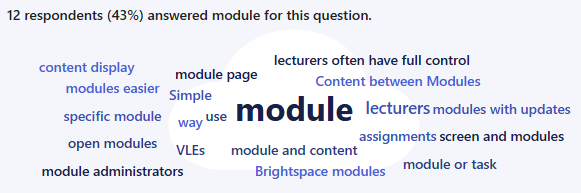 12 respondents (43%) answered module for this question.
lecturers often have full control
content display
module page
Content between Modules
modules easier
Simple
module
lecturers
modules with updates
specific module
way
use
assignments
screen and modules
open modules
VLEs
module and content
module or task
module administrators
Brightspace modules